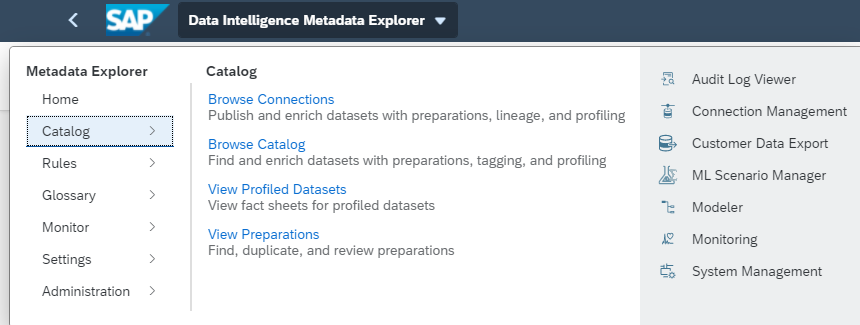 SAP
Data Intelligence Metadata Explorer
Metadata Explorer
Home
Catalog
Rules
Glossary
Monitor
Settings
Administration
Catalog
Browse Connections
Publish and enrich datasets with preparations, lineage, and profiling
Browse Catalog
Find and enrich datasets with preparations, tagging, and profiling
View Profiled Datasets
View fact sheets for profiled datasets
View Preparations
Find, duplicate, and review preparations
Audit Log Viewer
Connection Management
Customer Data Export
ML Scenario Manager
Modeler
Monitoring
System Management